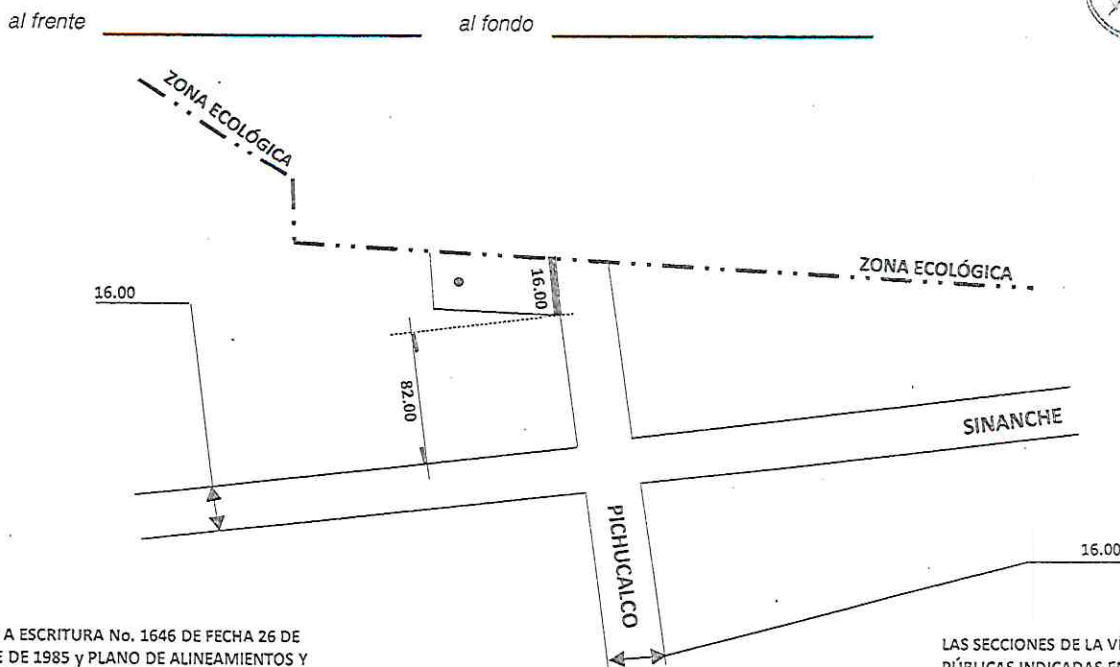 al frente al fondo
ZONA ECOLÓGICA
ZONA ECOLÓGICA
16.00
16.00
82.00
SINANCHE
PICHUCALCO
16.00
A ESCRITURA No. 1646 DE FECHA 26 DE
DE 1985 y PLANO DE ALINEAMIENTOS Y
LAS SECCIONES DE LA
PÚBLICAS INDICADAS